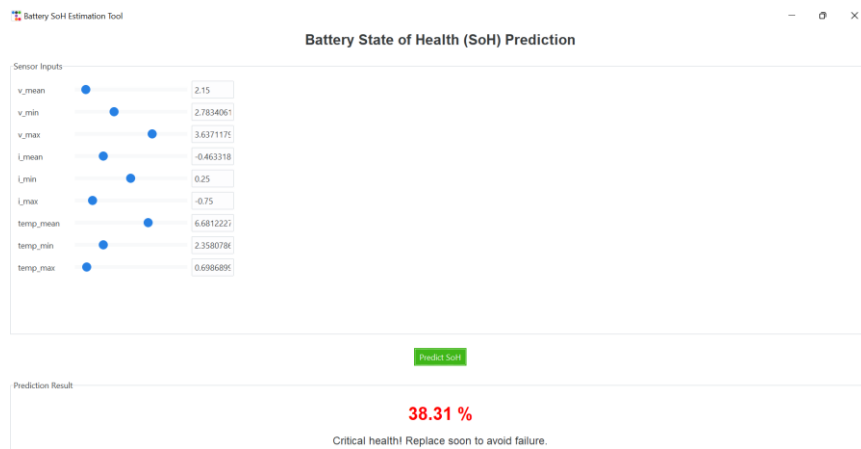 Battery SoH Estimation Tool
Battery State of Health (SoH) Prediction
Sensor Inputs
v_mean 2.15
v_min 2.7834061
v_max 3.6371175
i_mean -0.463318
i_min 0.25
i_max -0.75
temp_mean 6.6812227
temp_min 2.3580786
temp_max 0.6986895
Predict SoH
Prediction Result
38.31 %
Critical health! Replace soon to avoid failure.